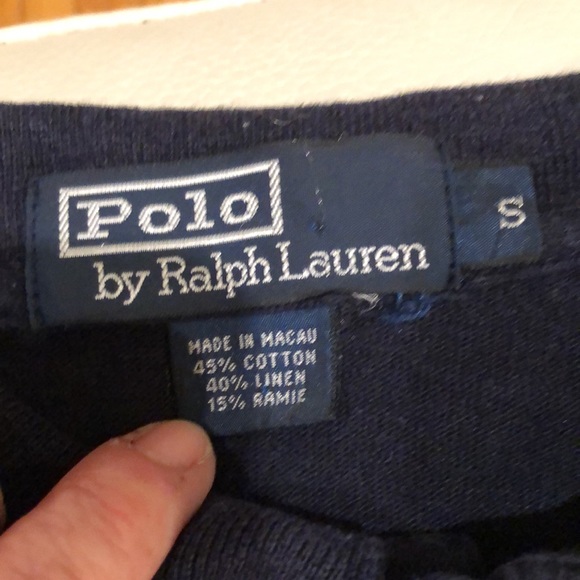 Polo
by Ralph Lauren
S
MADE IN MACAU
45% COTTON
40% LINEN
15% RAMIE